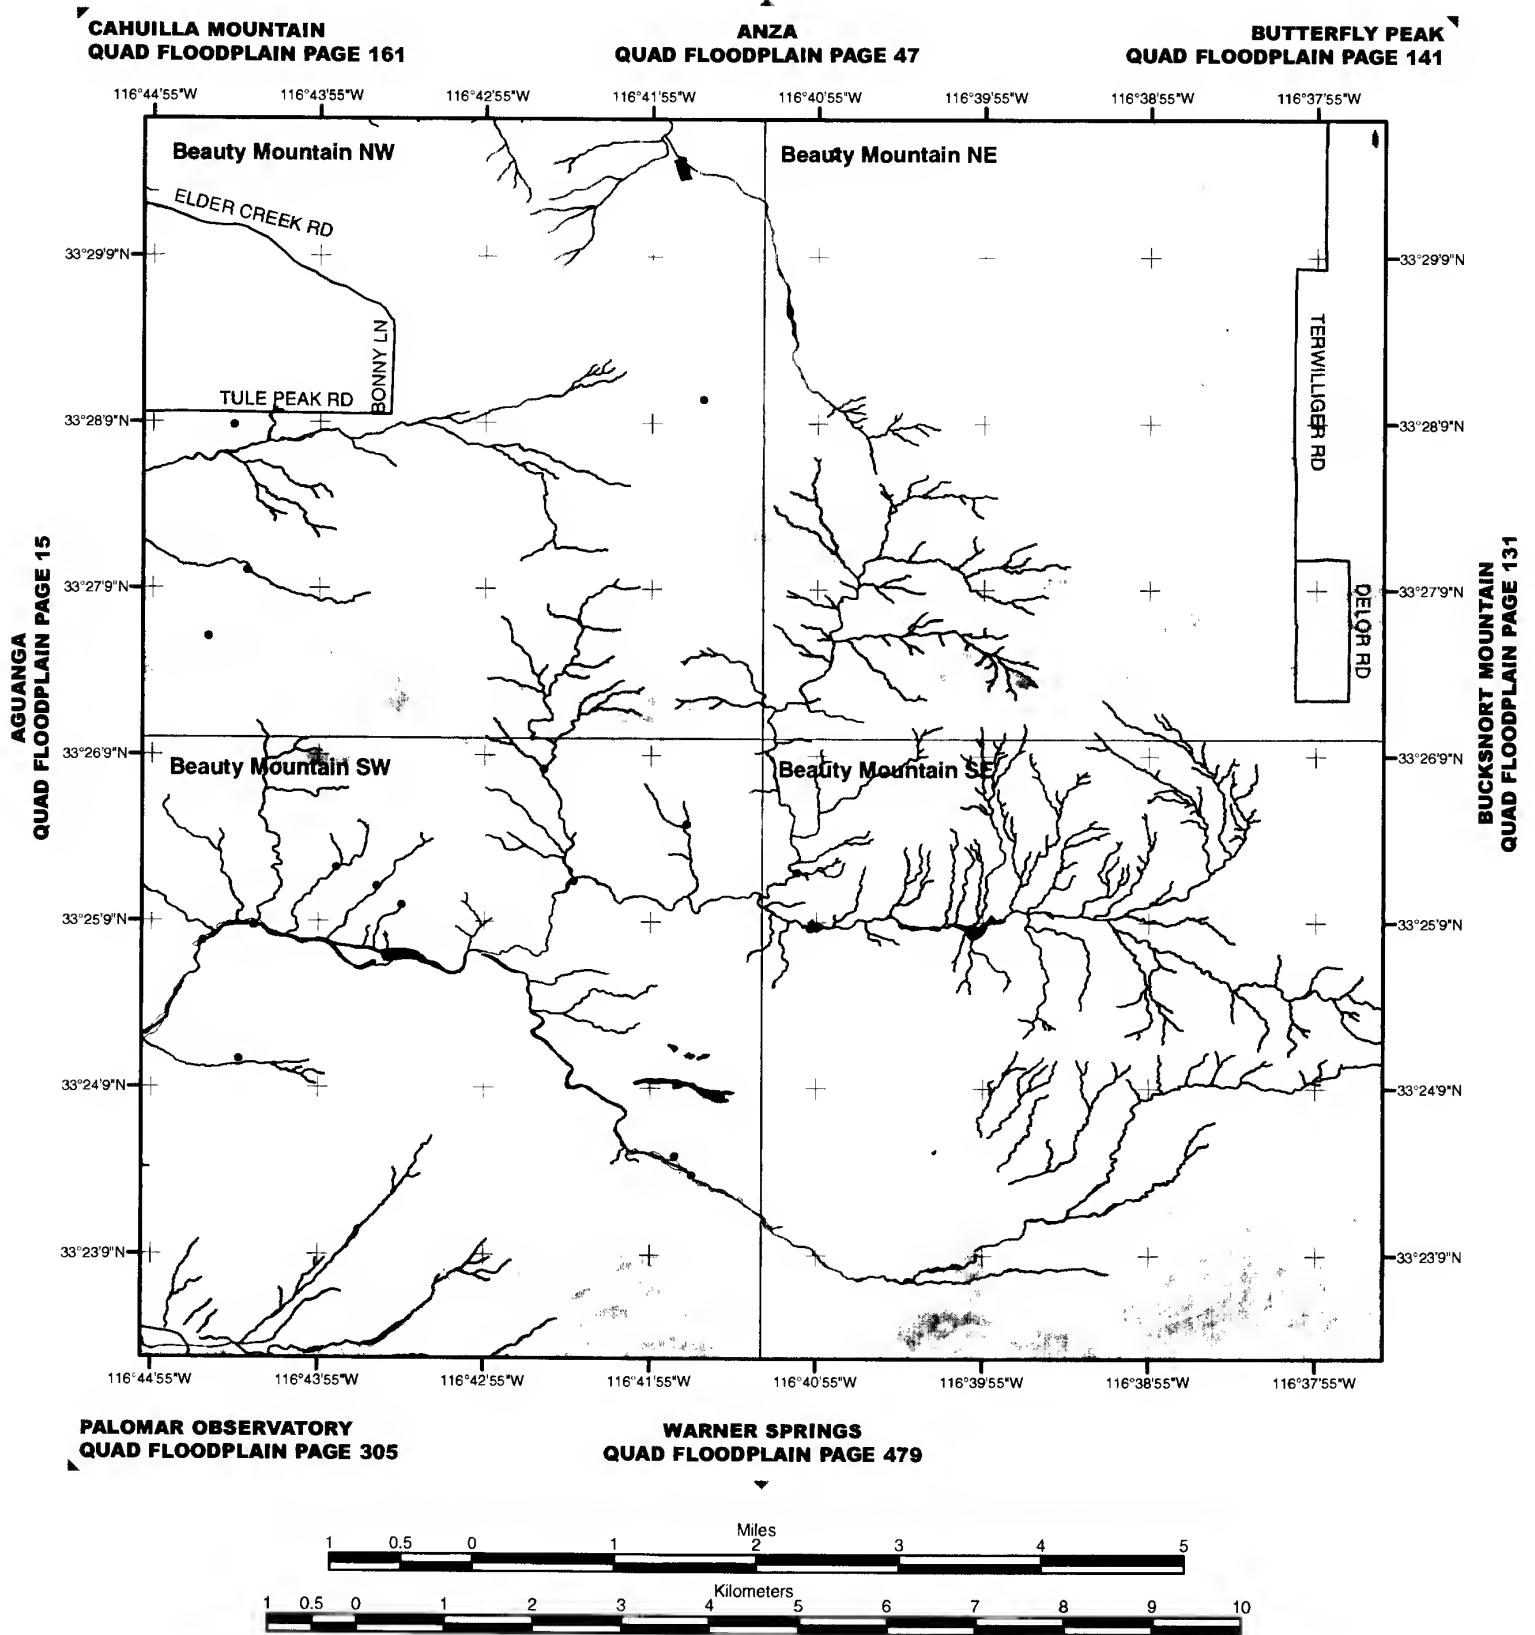 CAHUILLA MOUNTAIN
QUAD FLOODPLAIN PAGE 161
ANZA
QUAD FLOODPLAIN PAGE 47
BUTTERFLY PEAK
QUAD FLOODPLAIN PAGE 141
116°44'55"W 116°43'55"W 116°42'55"W 116°41'55"W 116°40'55"W 116°39'55"W 116°38'55"W 116°37'55"W
Beauty Mountain NW
Beauty Mountain NE
ELDER CREEK RD
33°29'9"N
33°29'9"N
BONNY LN
TERWILLIGER RD
TULE PEAK RD
33°28'9"N
33°28'9"N
AGUANGA
QUAD FLOODPLAIN PAGE 15
BUCKSNORT MOUNTAIN
QUAD FLOODPLAIN PAGE 131
33°27'9"N
33°27'9"N
DELOR RD
33°26'9"N
33°26'9"N
Beauty Mountain SW
Beauty Mountain SE
33°25'9"N
33°25'9"N
33°24'9"N
33°24'9"N
33°23'9"N
33°23'9"N
116°44'55"W 116°43'55"W 116°42'55"W 116°41'55"W 116°40'55"W 116°39'55"W 116°38'55"W 116°37'55"W
PALOMAR OBSERVATORY
QUAD FLOODPLAIN PAGE 305
WARNER SPRINGS
QUAD FLOODPLAIN PAGE 479
Miles
1 0.5 0 1 2 3 4 5
Kilometers
1 0.5 0 1 2 3 4 5 6 7 8 9 10